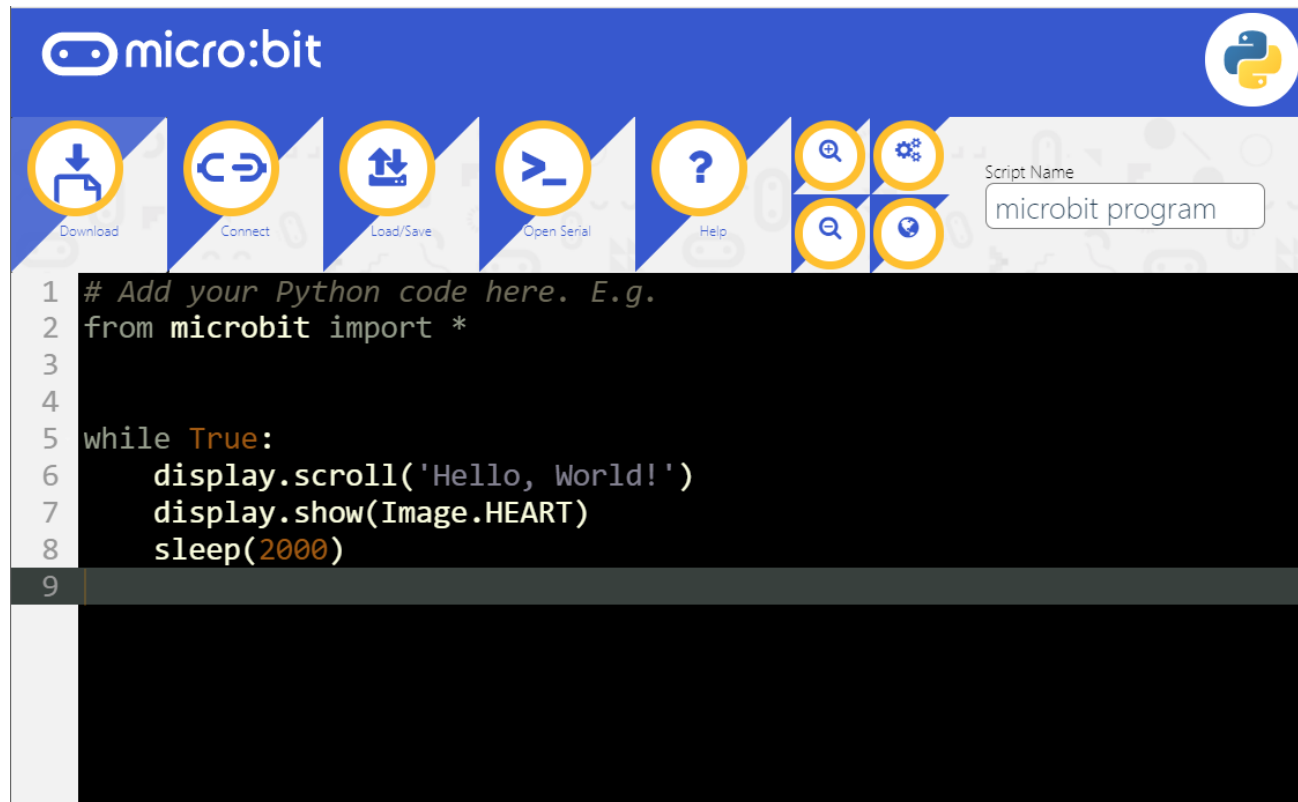 micro:bit
Download
Connect
Load/Save
Open Serial
Help
Script Name
microbit program
1 # Add your Python code here. E.g.
2 from microbit import *
3
4
5 while True:
6     display.scroll('Hello, World!')
7     display.show(Image.HEART)
8     sleep(2000)
9